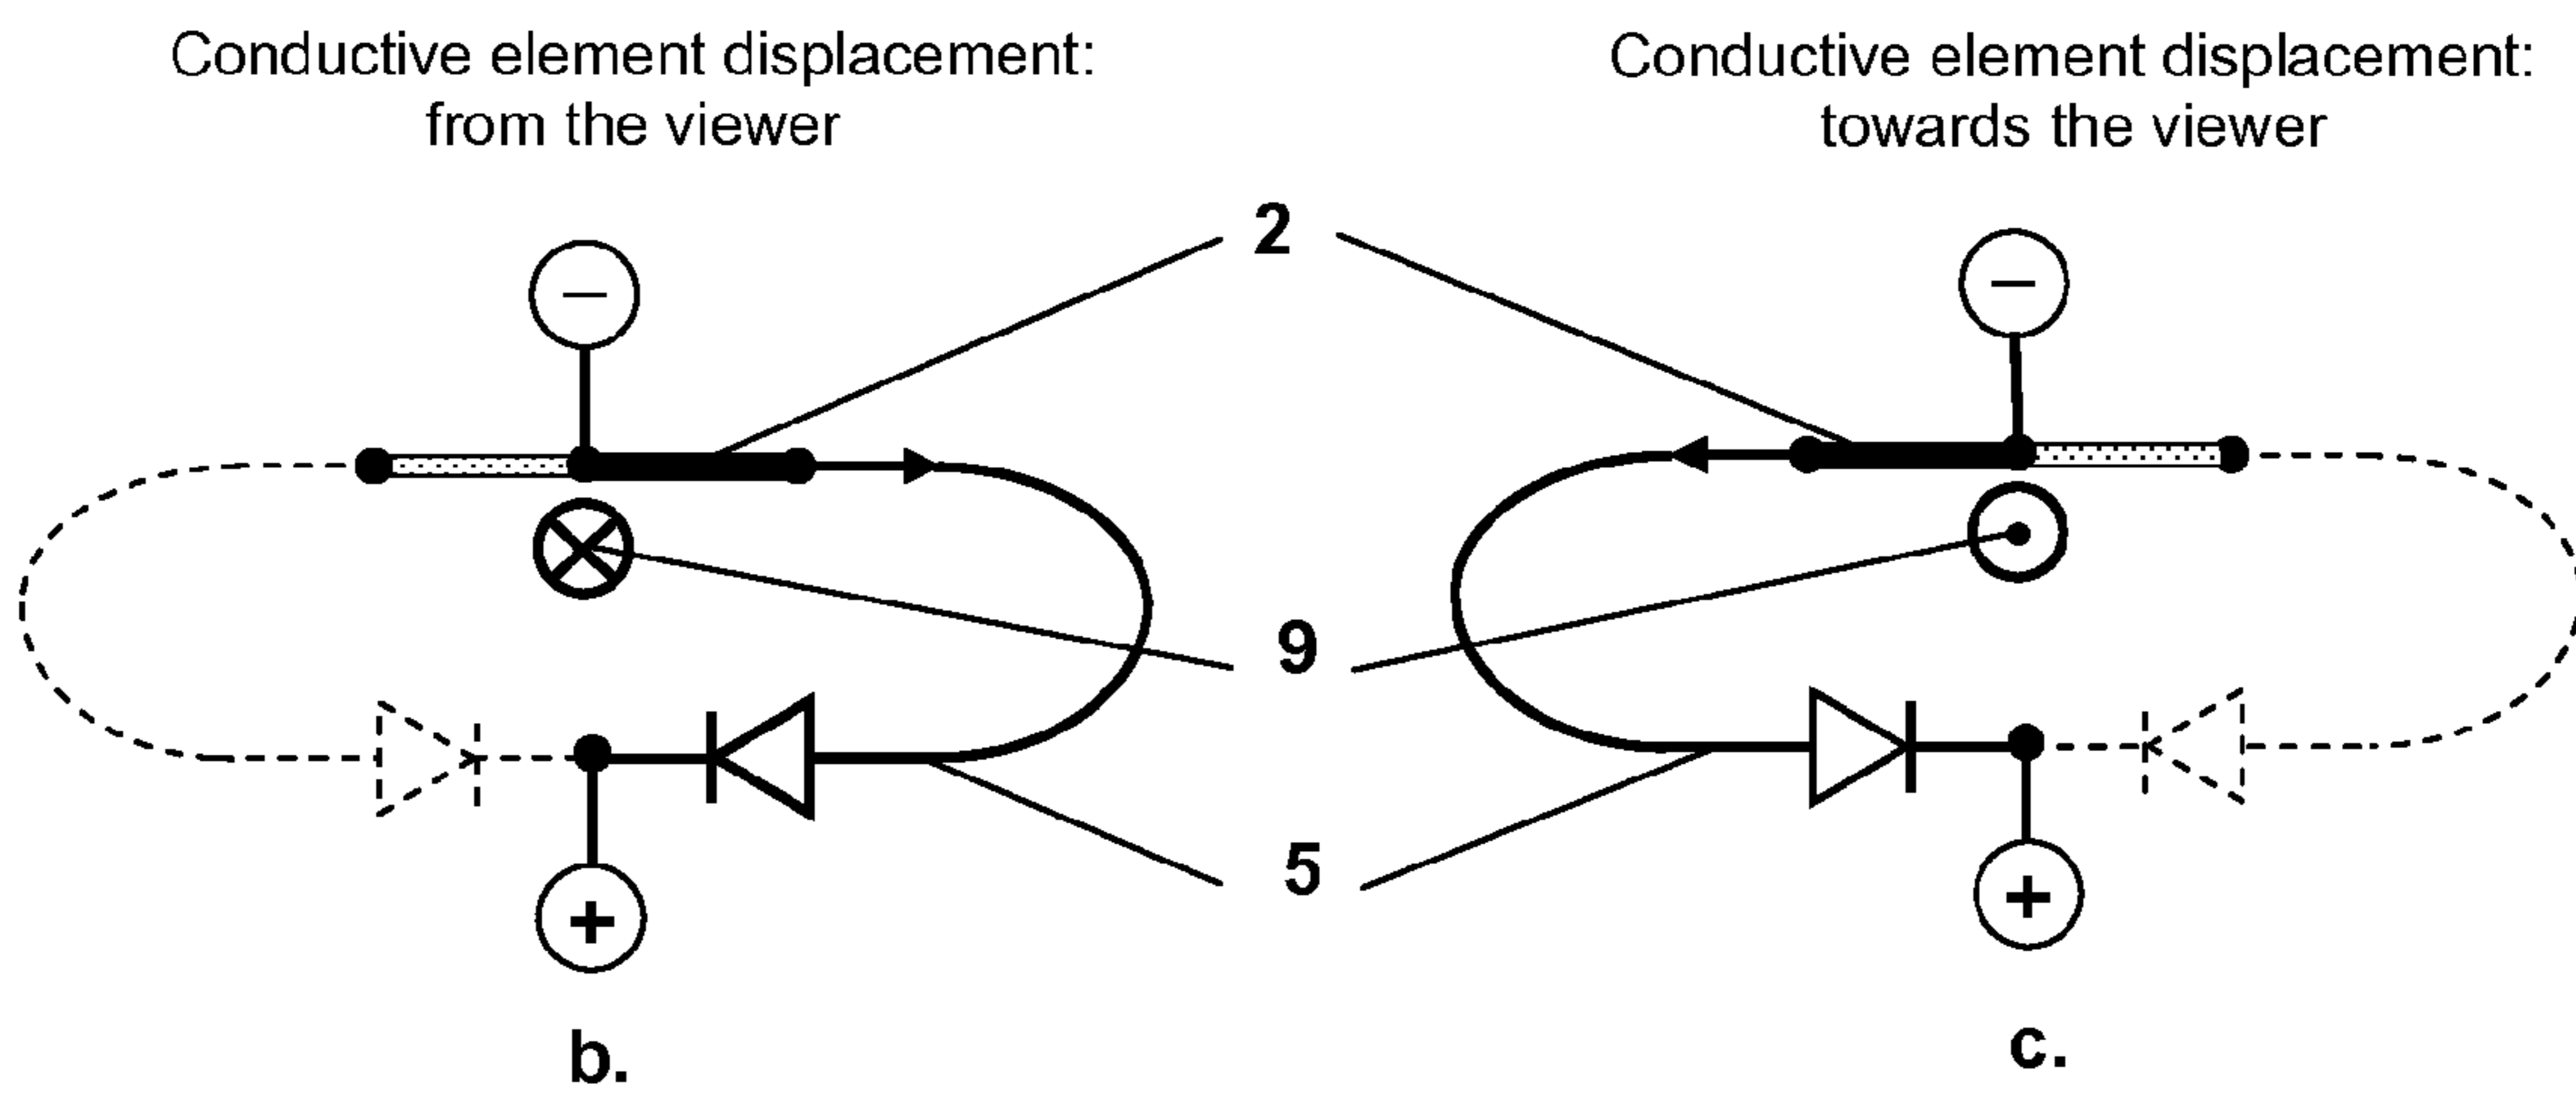 Conductive element displacement:
from the viewer
Conductive element displacement:
towards the viewer
2
−
−
9
5
+
+
b.
c.